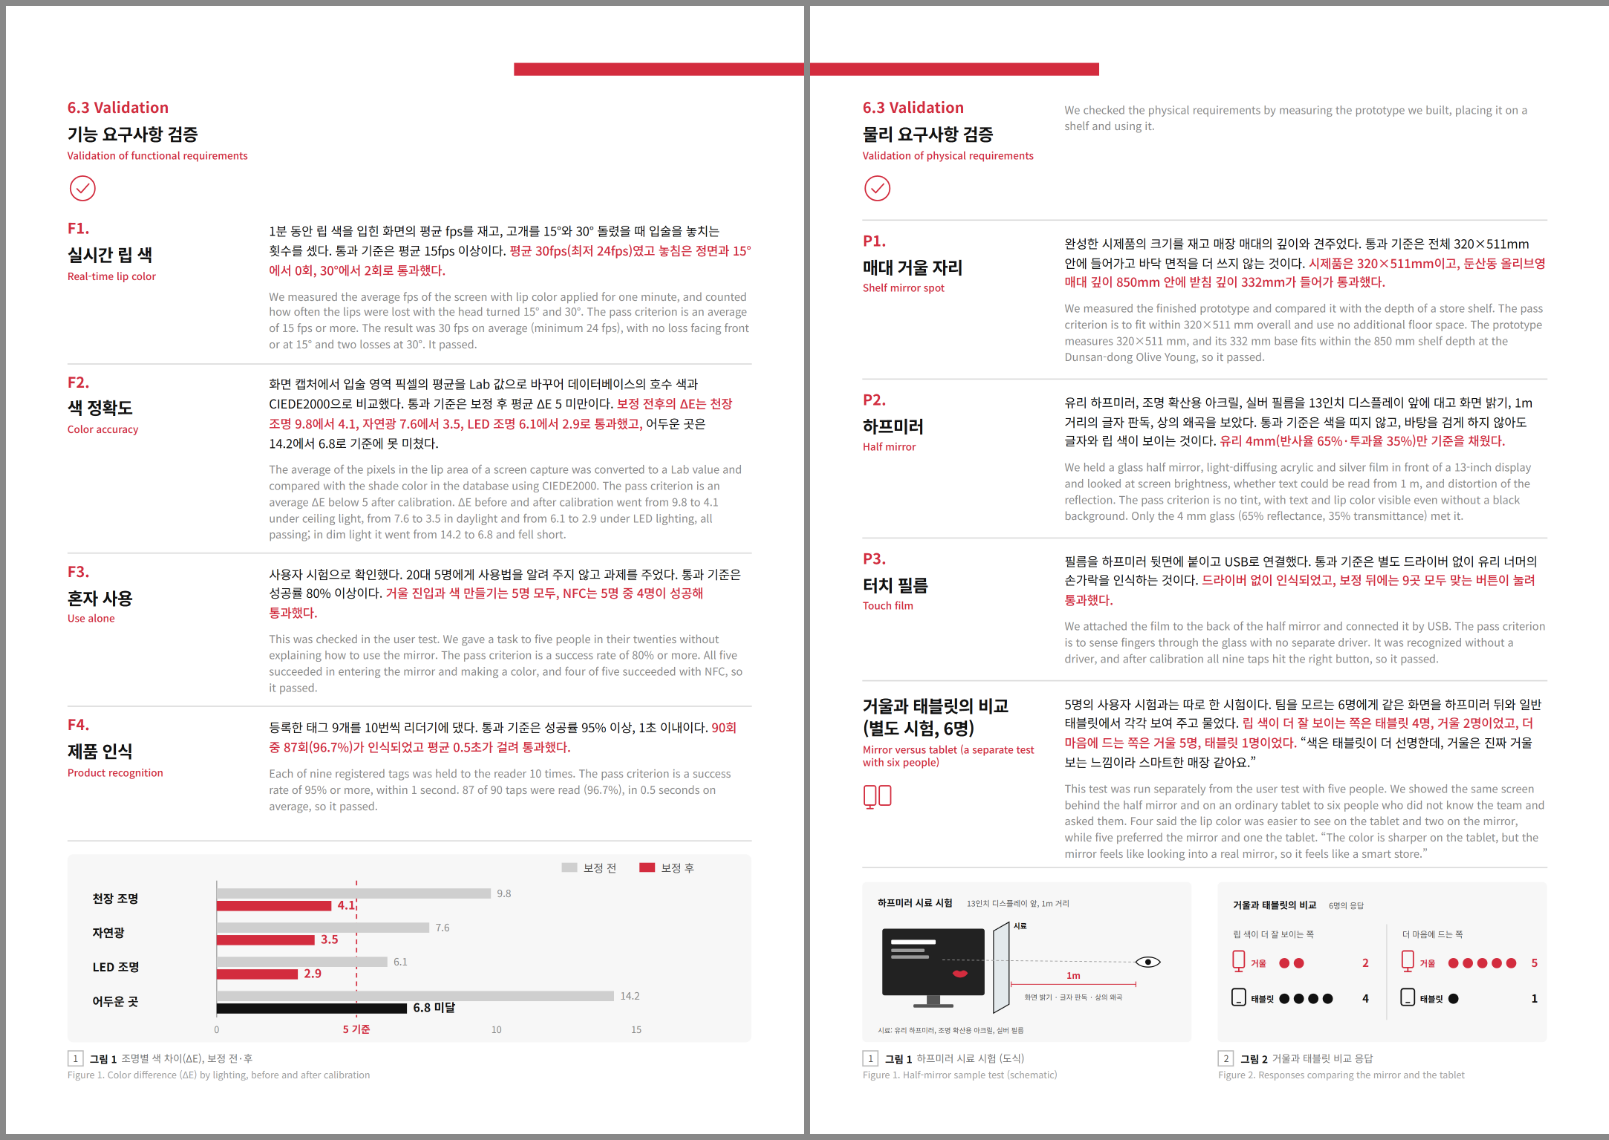 6.3 Validation
기능 요구사항 검증
Validation of functional requirements
F1.
실시간 립 색
Real-time lip color
1분 동안 립 색을 입힌 화면의 평균 fps를 재고, 고개를 15°와 30° 돌렸을 때 입술을 놓치는
횟수를 셌다. 통과 기준은 평균 15fps 이상이다. 평균 30fps(최저 24fps)였고 놓침은 정면과 15°
에서 0회, 30°에서 2회로 통과했다.
We measured the average fps of the screen with lip color applied for one minute, and counted
how often the lips were lost with the head turned 15° and 30°. The pass criterion is an average
of 15 fps or more. The result was 30 fps on average (minimum 24 fps), with no loss facing front
or at 15° and two losses at 30°. It passed.
F2.
색 정확도
Color accuracy
화면 캡처에서 입술 영역 픽셀의 평균을 Lab 값으로 바꾸어 데이터베이스의 호수 색과
CIEDE2000으로 비교했다. 통과 기준은 보정 후 평균 ΔE 5 미만이다. 보정 전후의 ΔE는 천장
조명 9.8에서 4.1, 자연광 7.6에서 3.5, LED 조명 6.1에서 2.9로 통과했고, 어두운 곳은
14.2에서 6.8로 기준에 못 미쳤다.
The average of the pixels in the lip area of a screen capture was converted to a Lab value and
compared with the shade color in the database using CIEDE2000. The pass criterion is an
average ΔE below 5 after calibration. ΔE before and after calibration went from 9.8 to 4.1
under ceiling light, from 7.6 to 3.5 in daylight and from 6.1 to 2.9 under LED lighting, all
passing; in dim light it went from 14.2 to 6.8 and fell short.
F3.
혼자 사용
Use alone
사용자 시험으로 확인했다. 20대 5명에게 사용법을 알려 주지 않고 과제를 주었다. 통과 기준은
성공률 80% 이상이다. 거울 진입과 색 만들기는 5명 모두, NFC는 5명 중 4명이 성공해
통과했다.
This was checked in the user test. We gave a task to five people in their twenties without
explaining how to use the mirror. The pass criterion is a success rate of 80% or more. All five
succeeded in entering the mirror and making a color, and four of five succeeded with NFC, so
it passed.
F4.
제품 인식
Product recognition
등록한 태그 9개를 10번씩 리더기에 댔다. 통과 기준은 성공률 95% 이상, 1초 이내이다. 90회
중 87회(96.7%)가 인식되었고 평균 0.5초가 걸려 통과했다.
Each of nine registered tags was held to the reader 10 times. The pass criterion is a success
rate of 95% or more, within 1 second. 87 of 90 taps were read (96.7%), in 0.5 seconds on
average, so it passed.
보정 전
보정 후
천장 조명
9.8
4.1
자연광
7.6
3.5
LED 조명
6.1
2.9
어두운 곳
14.2
6.8 미달
0
5 기준
10
15
1 그림 1 조명별 색 차이(ΔE), 보정 전·후
Figure 1. Color difference (ΔE) by lighting, before and after calibration
6.3 Validation
물리 요구사항 검증
Validation of physical requirements
We checked the physical requirements by measuring the prototype we built, placing it on a
shelf and using it.
P1.
매대 거울 자리
Shelf mirror spot
완성한 시제품의 크기를 재고 매장 매대의 깊이와 견주었다. 통과 기준은 전체 320×511mm
안에 들어가고 바닥 면적을 더 쓰지 않는 것이다. 시제품은 320×511mm이고, 둔산동 올리브영
매대 깊이 850mm 안에 받침 깊이 332mm가 들어가 통과했다.
We measured the finished prototype and compared it with the depth of a store shelf. The pass
criterion is to fit within 320×511 mm overall and use no additional floor space. The prototype
measures 320×511 mm, and its 332 mm base fits within the 850 mm shelf depth at the
Dunsan-dong Olive Young, so it passed.
P2.
하프미러
Half mirror
유리 하프미러, 조명 확산용 아크릴, 실버 필름을 13인치 디스플레이 앞에 대고 화면 밝기, 1m
거리의 글자 판독, 상의 왜곡을 보았다. 통과 기준은 색을 띠지 않고, 바탕을 검게 하지 않아도
글자와 립 색이 보이는 것이다. 유리 4mm(반사율 65%·투과율 35%)만 기준을 채웠다.
We held a glass half mirror, light-diffusing acrylic and silver film in front of a 13-inch display
and looked at screen brightness, whether text could be read from 1 m, and distortion of the
reflection. The pass criterion is no tint, with text and lip color visible even without a black
background. Only the 4 mm glass (65% reflectance, 35% transmittance) met it.
P3.
터치 필름
Touch film
필름을 하프미러 뒷면에 붙이고 USB로 연결했다. 통과 기준은 별도 드라이버 없이 유리 너머의
손가락을 인식하는 것이다. 드라이버 없이 인식되었고, 보정 뒤에는 9곳 모두 맞는 버튼이 눌려
통과했다.
We attached the film to the back of the half mirror and connected it by USB. The pass criterion
is to sense fingers through the glass with no separate driver. It was recognized without a
driver, and after calibration all nine taps hit the right button, so it passed.
거울과 태블릿의 비교
(별도 시험, 6명)
Mirror versus tablet (a separate test
with six people)
5명의 사용자 시험과는 따로 한 시험이다. 팀을 모르는 6명에게 같은 화면을 하프미러 뒤와 일반
태블릿에서 각각 보여 주고 물었다. 립 색이 더 잘 보이는 쪽은 태블릿 4명, 거울 2명이었고, 더
마음에 드는 쪽은 거울 5명, 태블릿 1명이었다. “색은 태블릿이 더 선명한데, 거울은 진짜 거울
보는 느낌이라 스마트한 매장 같아요.”
This test was run separately from the user test with five people. We showed the same screen
behind the half mirror and on an ordinary tablet to six people who did not know the team and
asked them. Four said the lip color was easier to see on the tablet and two on the mirror,
while five preferred the mirror and one the tablet. “The color is sharper on the tablet, but the
mirror feels like looking into a real mirror, so it feels like a smart store.”
하프미러 시료 시험 13인치 디스플레이 앞, 1m 거리
시료
1m
화면 밝기 · 글자 판독 · 상의 왜곡
시료: 유리 하프미러, 조명 확산용 아크릴, 실버 필름
1 그림 1 하프미러 시료 시험 (도식)
Figure 1. Half-mirror sample test (schematic)
거울과 태블릿의 비교 6명의 응답
립 색이 더 잘 보이는 쪽
거울 2
태블릿 4
더 마음에 드는 쪽
거울 5
태블릿 1
2 그림 2 거울과 태블릿 비교 응답
Figure 2. Responses comparing the mirror and the tablet